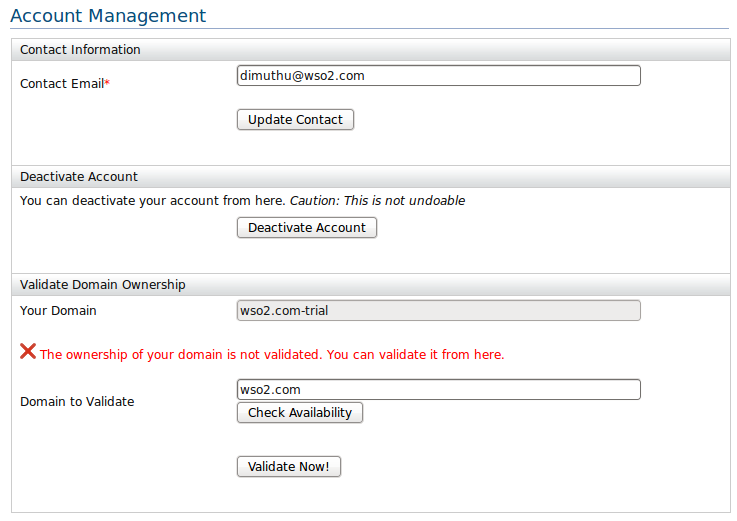 Account Management
Contact Information
Contact Email*
dimuthu@wso2.com
Update Contact
Deactivate Account
You can deactivate your account from here. Caution: This is not undoable
Deactivate Account
Validate Domain Ownership
Your Domain
wso2.com-trial
The ownership of your domain is not validated. You can validate it from here.
Domain to Validate
wso2.com
Check Availability
Validate Now!